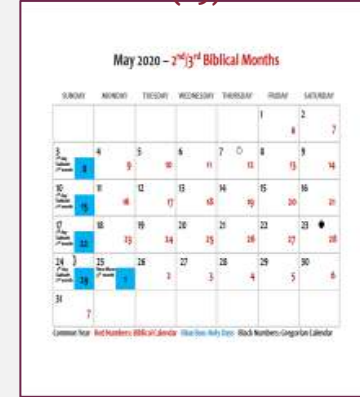 May 2020 – 2nd/3rd Biblical Months
SUNDAY MONDAY TUESDAY WEDNESDAY THURSDAY FRIDAY SATURDAY
1 2
6 7
3 4 5 6 7 8 9
8 9 10 11 12 13 14
10 11 12 13 14 15 16
15 16 17 18 19 20 21
17 18 19 20 21 22 23
22 23 24 25 26 27 28
24 25 26 27 28 29 30
29 1 2 3 4 5 6
31
7
Common Year Red Numbers: Biblical Calendar Blue Box: Holy Days Black Numbers: Gregorian Calendar